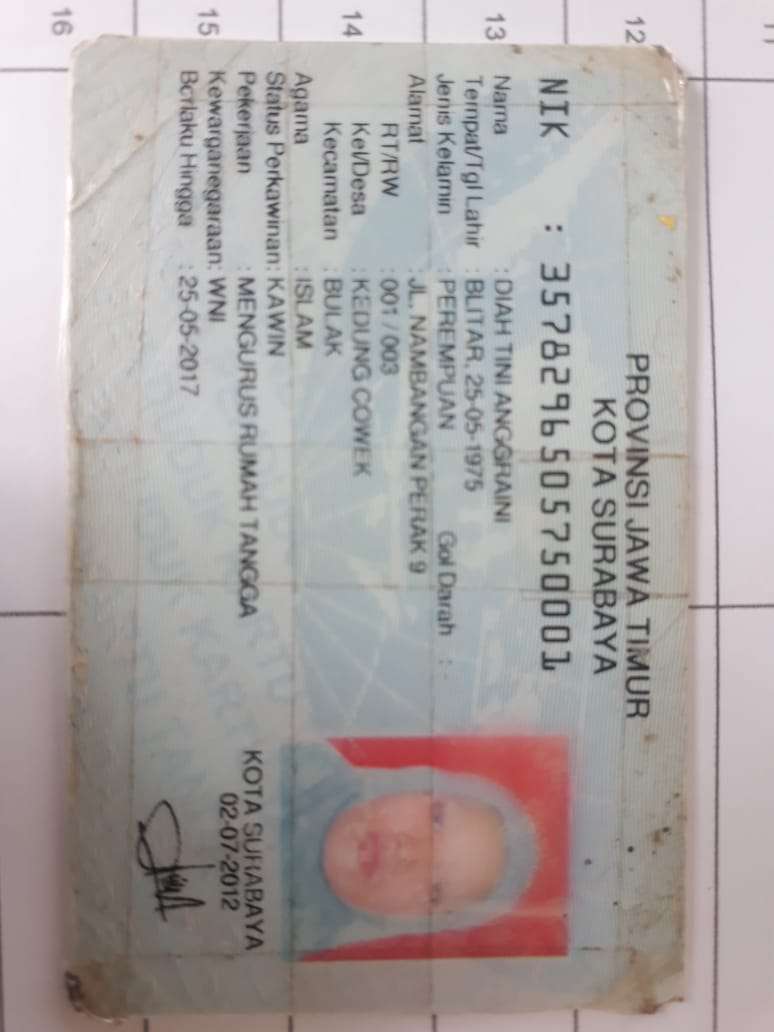 PROVINSI JAWA TIMUR
KOTA SURABAYA
NIK : 3578296505750001
Nama : DIAH TINI ANGGRAINI
Tempat/Tgl Lahir : BLITAR, 25-05-1975
Jenis Kelamin : PEREMPUAN Gol Darah : -
Alamat : JL. NAMBANGAN PERAK 9
RT/RW : 001 / 003
Kel/Desa : KEDUNG COWEK
Kecamatan : BULAK
Agama : ISLAM
Status Perkawinan: KAWIN
Pekerjaan : MENGURUS RUMAH TANGGA
Kewarganegaraan: WNI
Berlaku Hingga : 25-05-2017
KOTA SURABAYA
02-07-2012
12
13
14
15
16